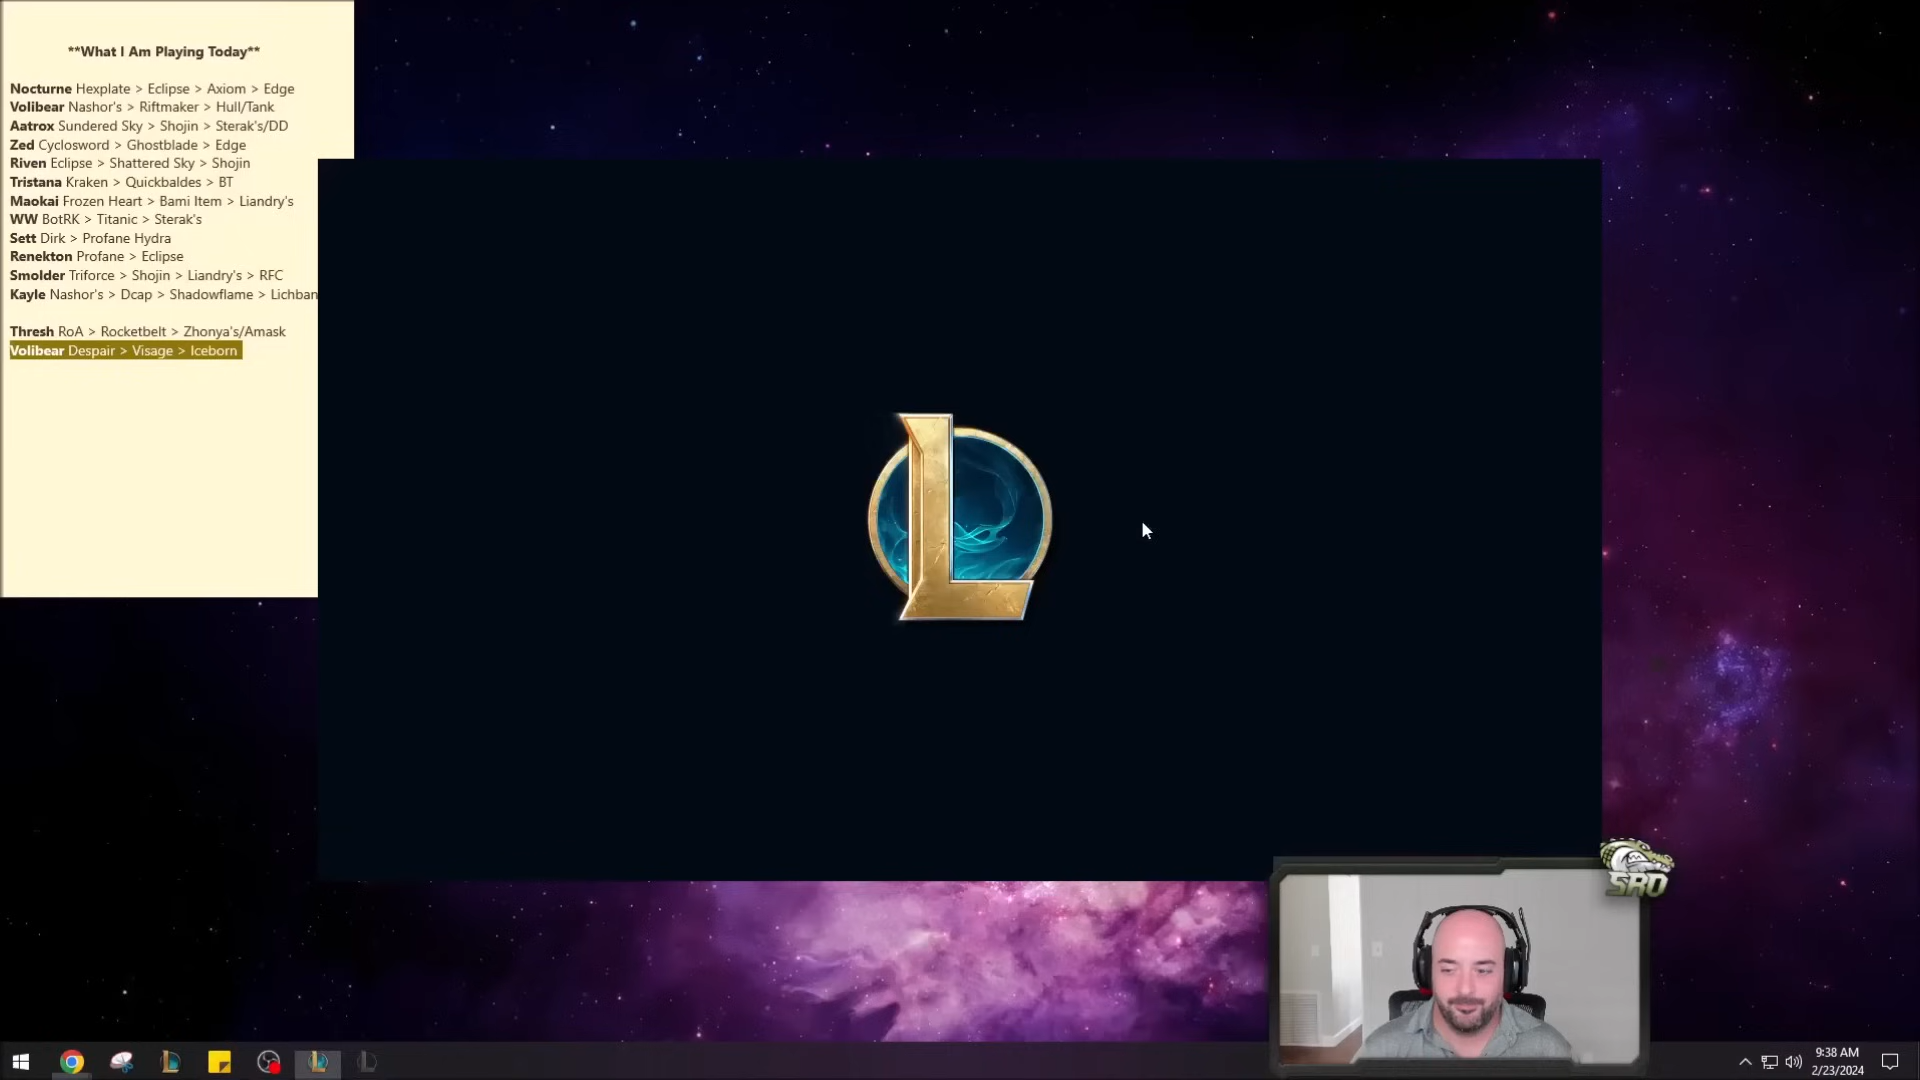 **What I Am Playing Today**
Nocturne Hexplate > Eclipse > Axiom > Edge
Volibear Nashor's > Riftmaker > Hull/Tank
Aatrox Sundered Sky > Shojin > Sterak's/DD
Zed Cyclosword > Ghostblade > Edge
Riven Eclipse > Shattered Sky > Shojin
Tristana Kraken > Quickbaldes > BT
Maokai Frozen Heart > Bami Item > Liandry's
WW BotRK > Titanic > Sterak's
Sett Dirk > Profane Hydra
Renekton Profane > Eclipse
Smolder Triforce > Shojin > Liandry's > RFC
Kayle Nashor's > Dcap > Shadowflame > Lichban
Thresh RoA > Rocketbelt > Zhonya's/Amask
Volibear Despair > Visage > Iceborn
L
SRO
9:38 AM
2/23/2024